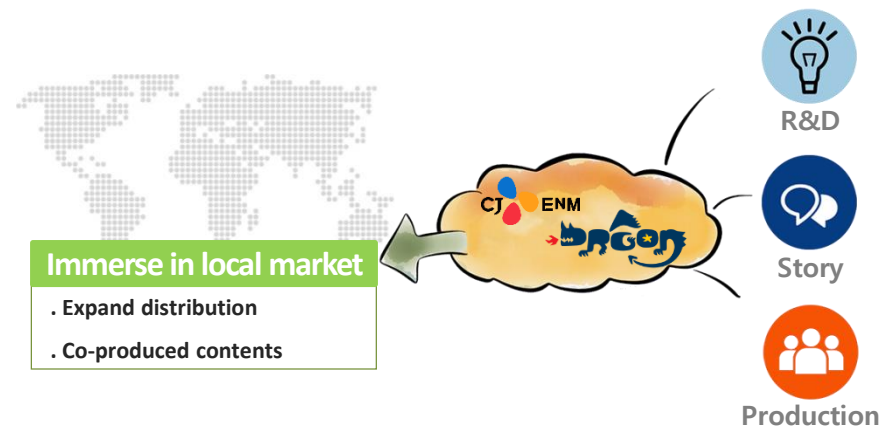 R&D
CJ ENM
DRGON
Story
Immerse in local market
. Expand distribution
. Co-produced contents
Production